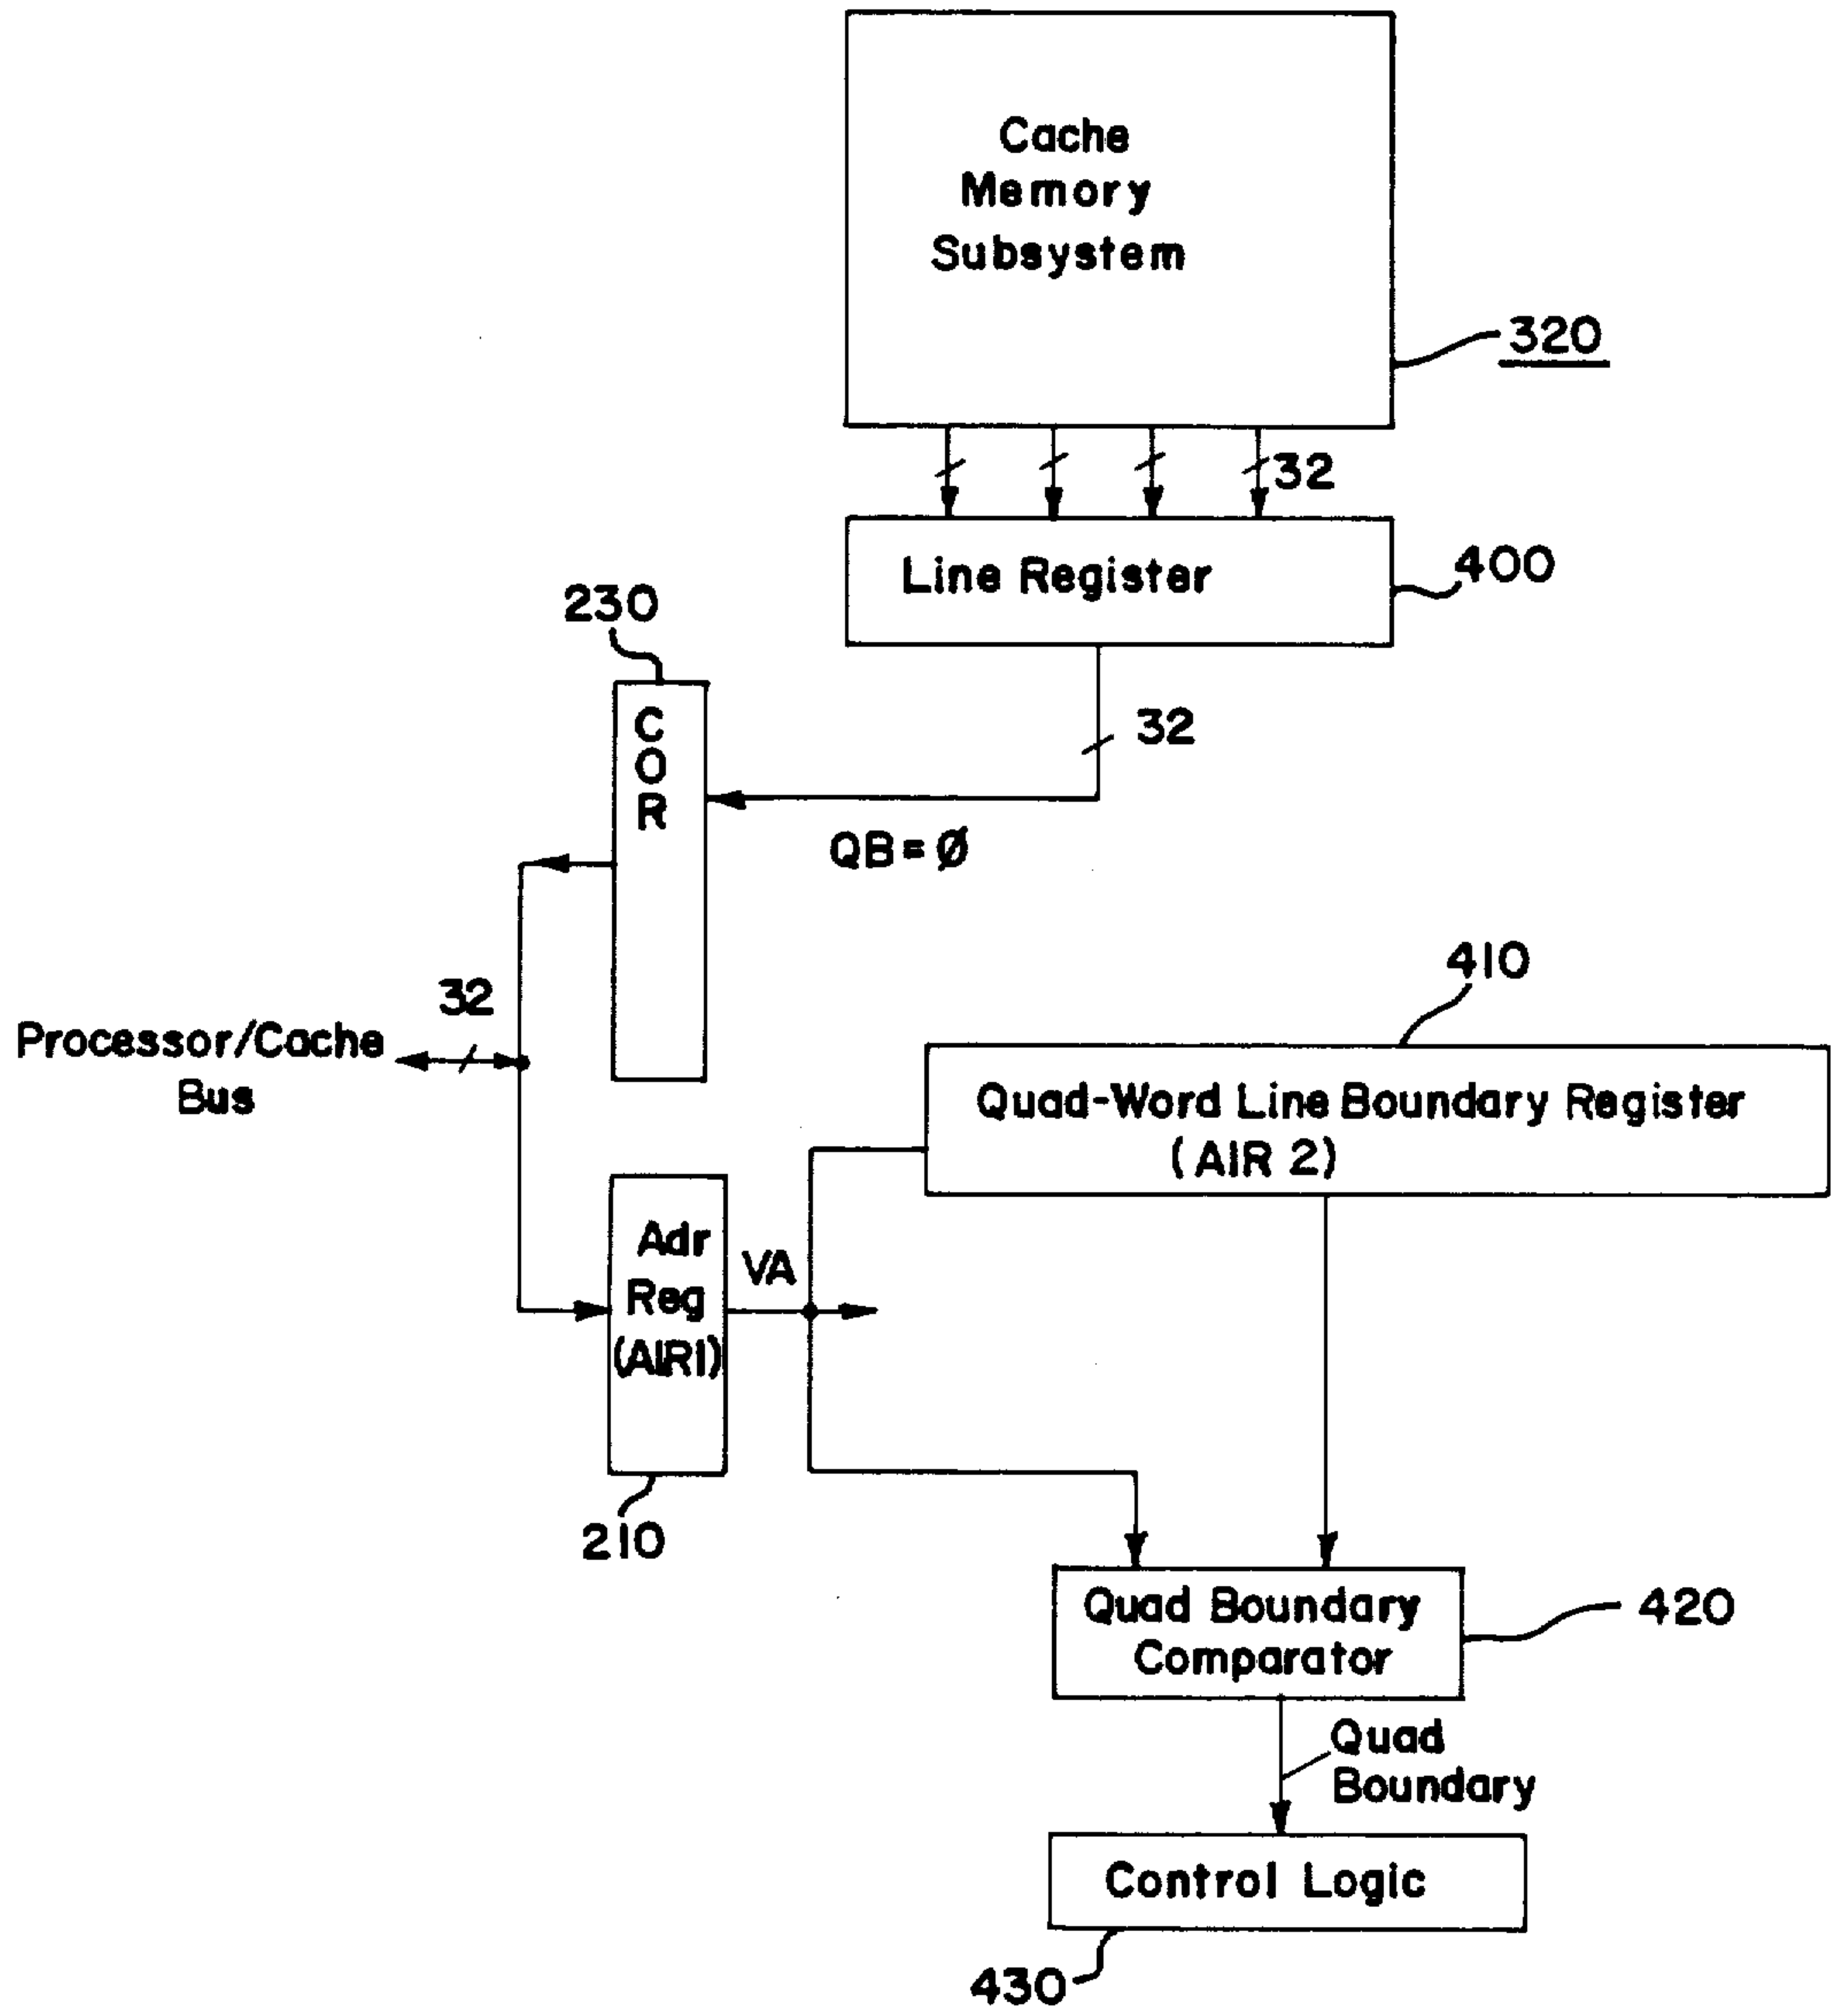 Cache
Memory
Subsystem
320
32
Line Register
400
230
C
O
R
32
QB = Ø
32
Processor/Cache
Bus
410
Quad-Word Line Boundary Register
(AIR 2)
Adr
Reg
(AIR1)
VA
210
Quad Boundary
Comparator
420
Quad
Boundary
Control Logic
430